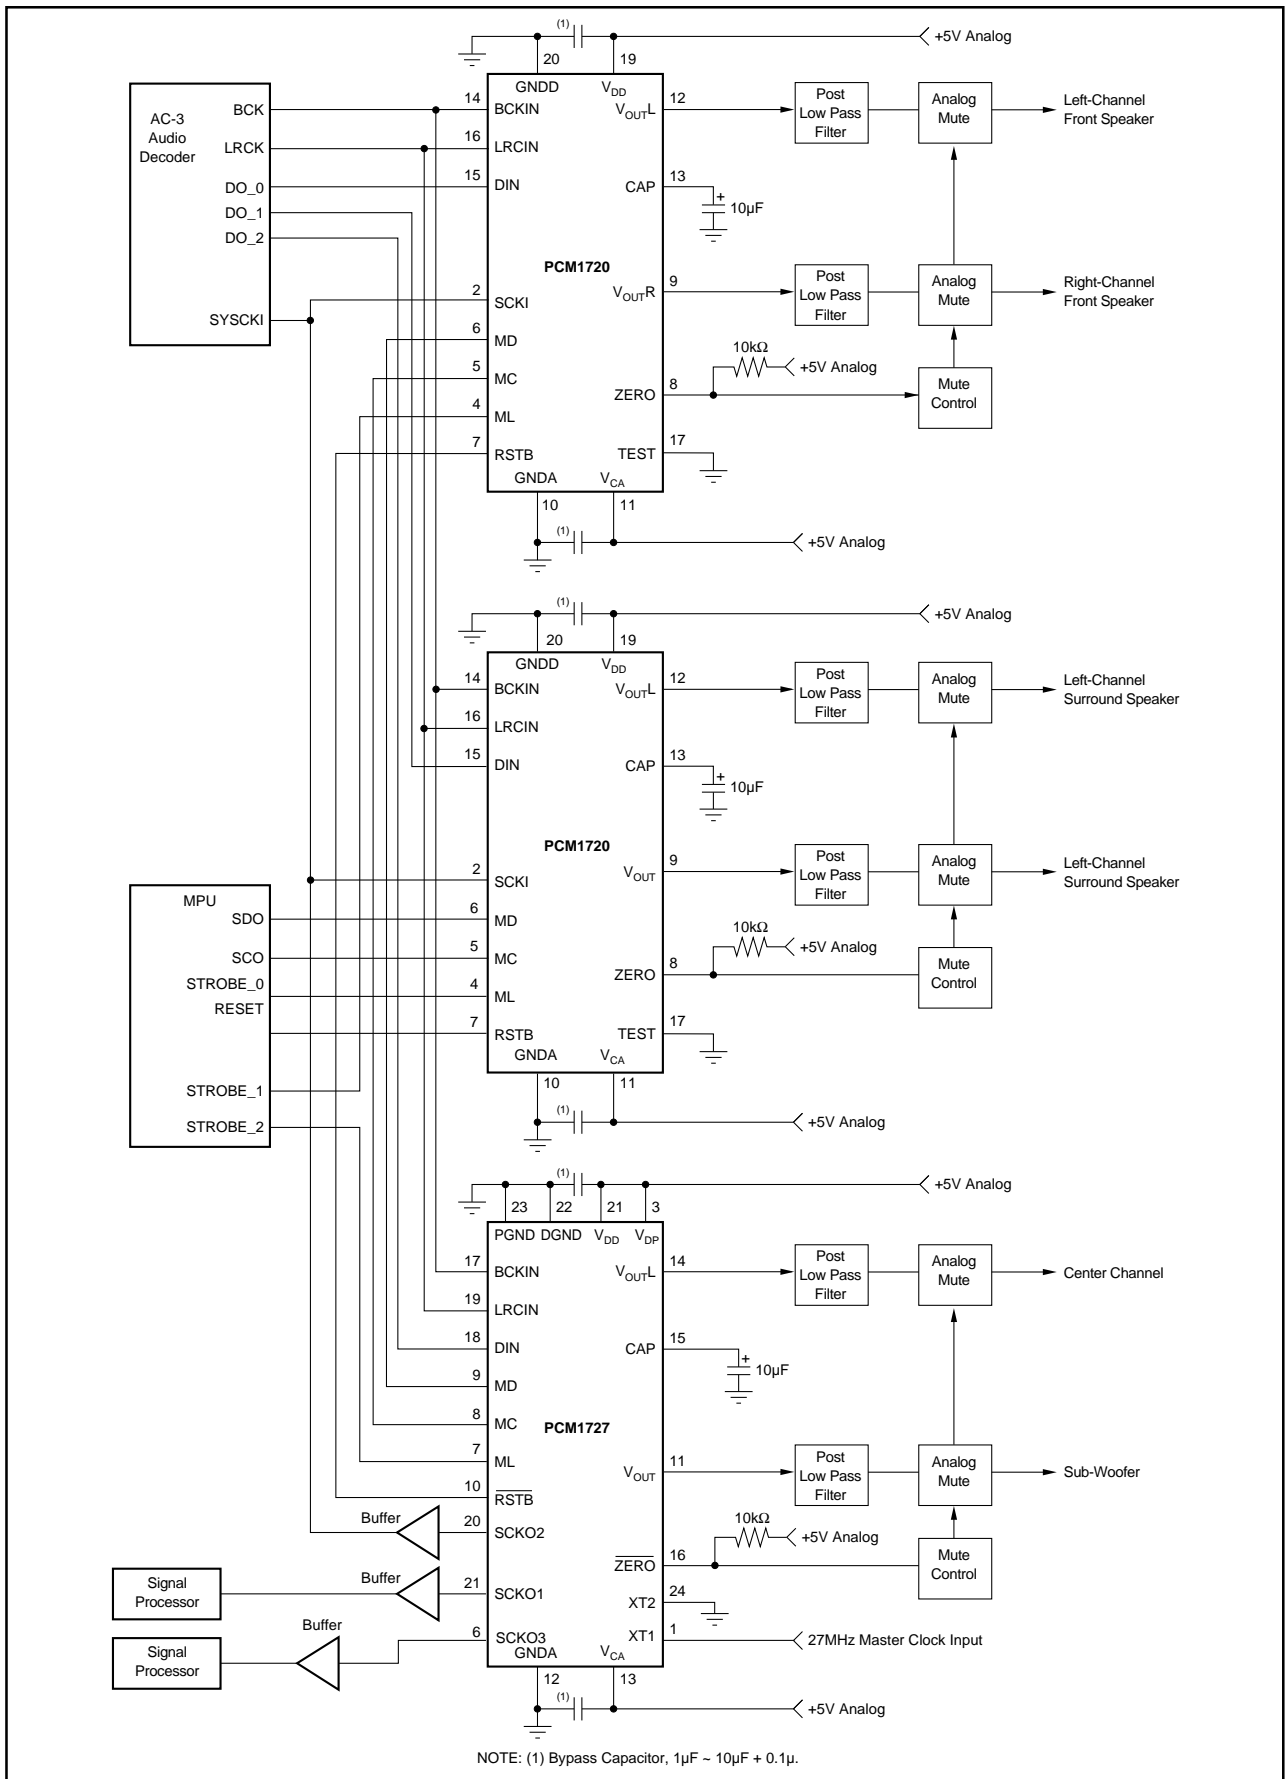 (1)
+5V Analog
20
19
GNDD
VDD
AC-3
Audio
Decoder
BCK
LRCK
DO_0
DO_1
DO_2
SYSCKI
14
BCKIN
16
LRCIN
15
DIN
PCM1720
2
SCKI
6
MD
5
MC
4
ML
7
RSTB
GNDA
VCA
10
11
VOUTL
12
CAP
13
+
10µF
VOUTR
9
10kΩ
+5V Analog
ZERO
8
TEST
17
Post
Low Pass
Filter
Analog
Mute
Left-Channel
Front Speaker
Post
Low Pass
Filter
Analog
Mute
Right-Channel
Front Speaker
Mute
Control
(1)
+5V Analog
(1)
+5V Analog
20
19
GNDD
VDD
14
BCKIN
16
LRCIN
15
DIN
PCM1720
2
SCKI
6
MD
5
MC
4
ML
7
RSTB
GNDA
VCA
10
11
VOUTL
12
CAP
13
+
10µF
VOUT
9
10kΩ
+5V Analog
ZERO
8
TEST
17
Post
Low Pass
Filter
Analog
Mute
Left-Channel
Surround Speaker
Post
Low Pass
Filter
Analog
Mute
Left-Channel
Surround Speaker
Mute
Control
MPU
SDO
SCO
STROBE_0
RESET
STROBE_1
STROBE_2
(1)
+5V Analog
(1)
+5V Analog
23
22
21
3
PGND
DGND
VDD
VDP
17
BCKIN
19
LRCIN
18
DIN
9
MD
8
MC
PCM1727
7
ML
10
RSTB
Buffer
20
SCKO2
Buffer
21
SCKO1
Signal
Processor
Buffer
6
SCKO3
Signal
Processor
GNDA
VCA
12
13
VOUTL
14
CAP
15
+
10µF
VOUT
11
10kΩ
+5V Analog
ZERO
16
XT2
24
XT1
1
27MHz Master Clock Input
Post
Low Pass
Filter
Analog
Mute
Center Channel
Post
Low Pass
Filter
Analog
Mute
Sub-Woofer
Mute
Control
(1)
+5V Analog
NOTE: (1) Bypass Capacitor, 1µF ~ 10µF + 0.1µ.